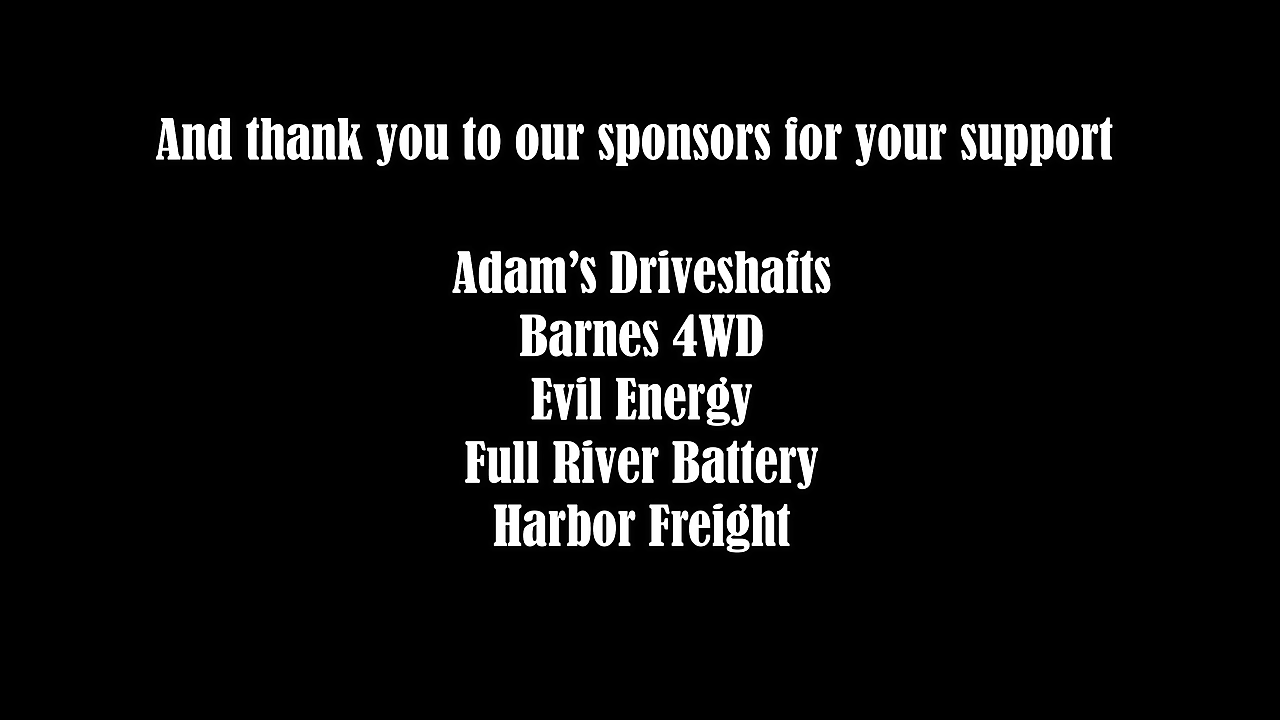 And thank you to our sponsors for your support
Adam’s Driveshafts
Barnes 4WD
Evil Energy
Full River Battery
Harbor Freight